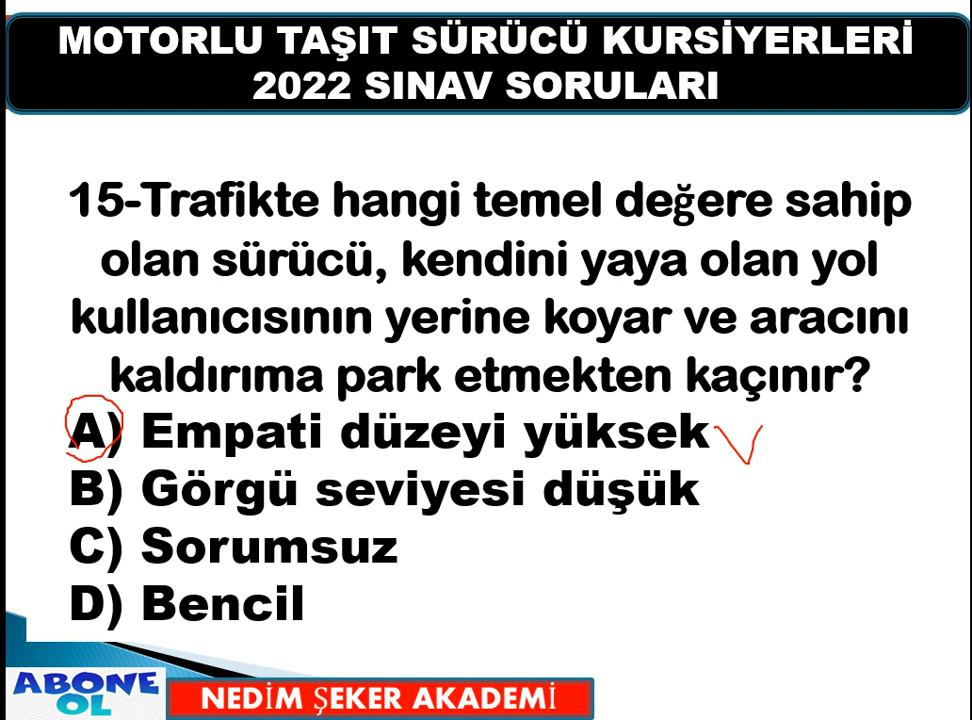 MOTORLU TAŞIT SÜRÜCÜ KURSİYERLERİ
2022 SINAV SORULARI
15-Trafikte hangi temel değere sahip
olan sürücü, kendini yaya olan yol
kullanıcısının yerine koyar ve aracını
kaldırıma park etmekten kaçınır?
A) Empati düzeyi yüksek
B) Görgü seviyesi düşük
C) Sorumsuz
D) Bencil
ABONE
OL
NEDİM ŞEKER AKADEMİ